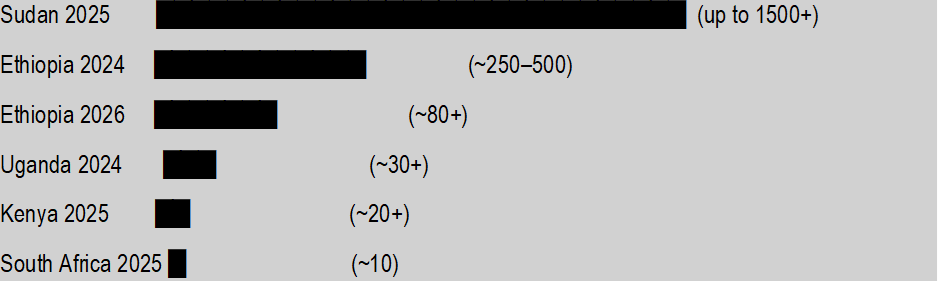 Sudan 2025 (up to 1500+)
Ethiopia 2024 (~250–500)
Ethiopia 2026 (~80+)
Uganda 2024 (~30+)
Kenya 2025 (~20+)
South Africa 2025 (~10)